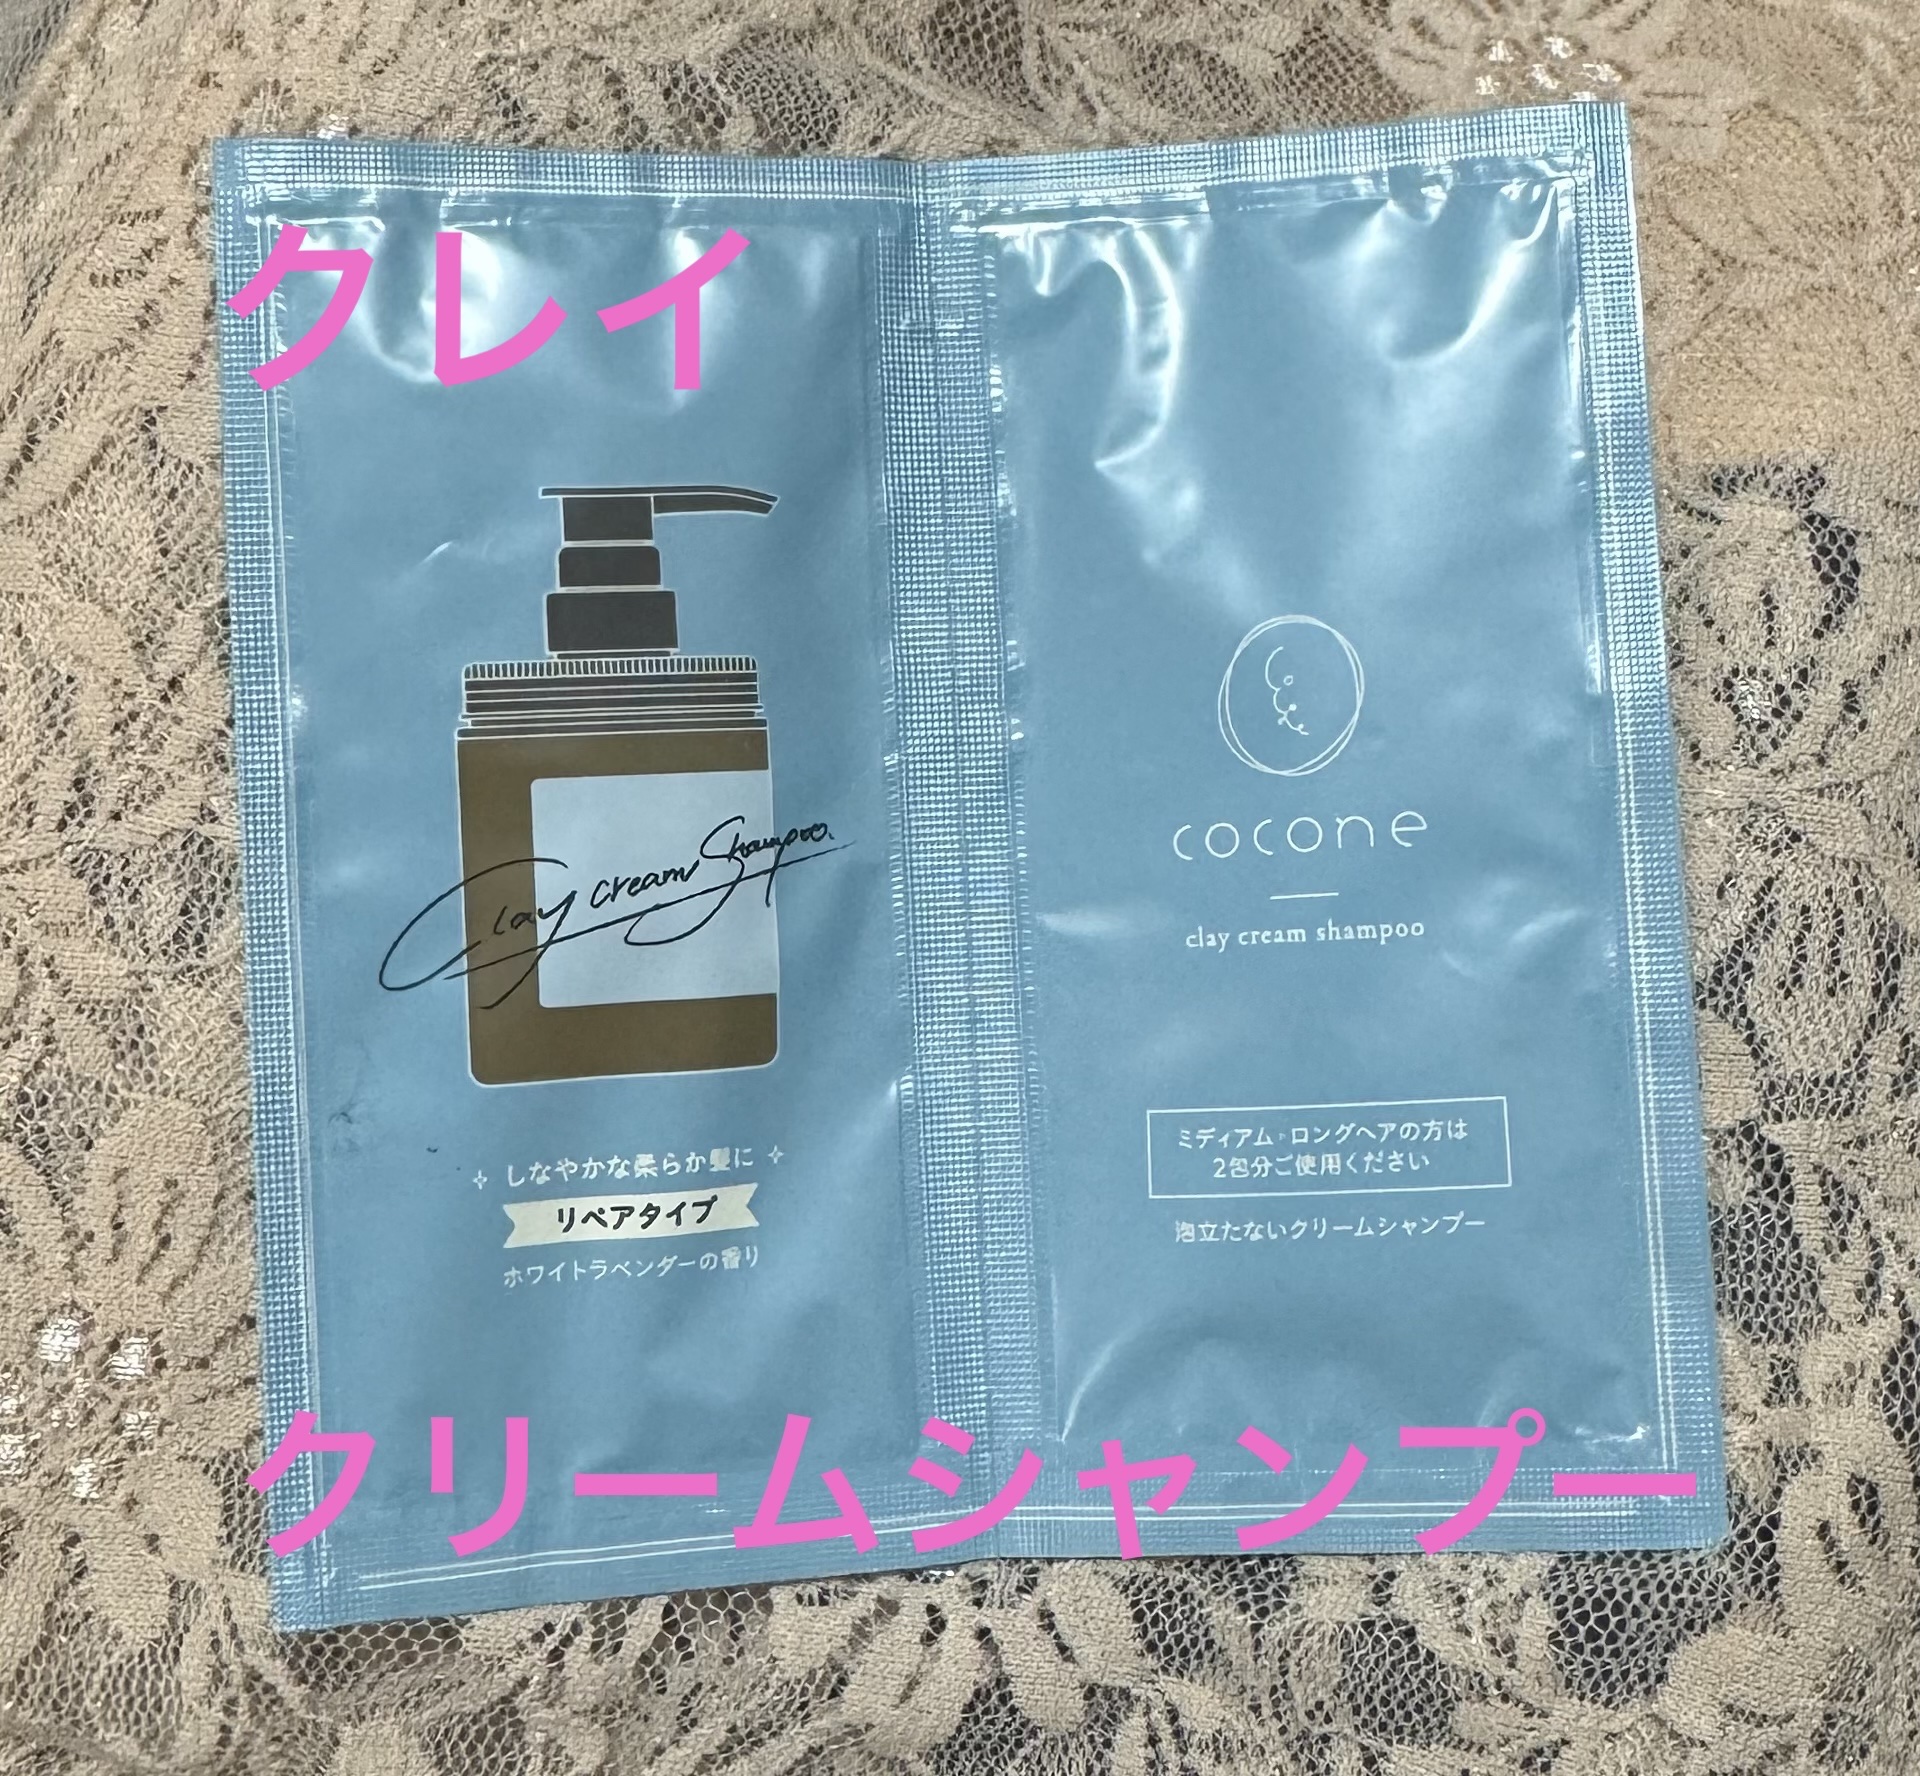 クレイ
Clay cream Shampoo.
しなやかな柔らか髪に
リペアタイプ
ホワイトラベンダーの香り
cocone
clay cream shampoo
ミディアム・ロングヘアの方は
2包分ご使用ください
泡立たないクリームシャンプー
クリームシャンプー